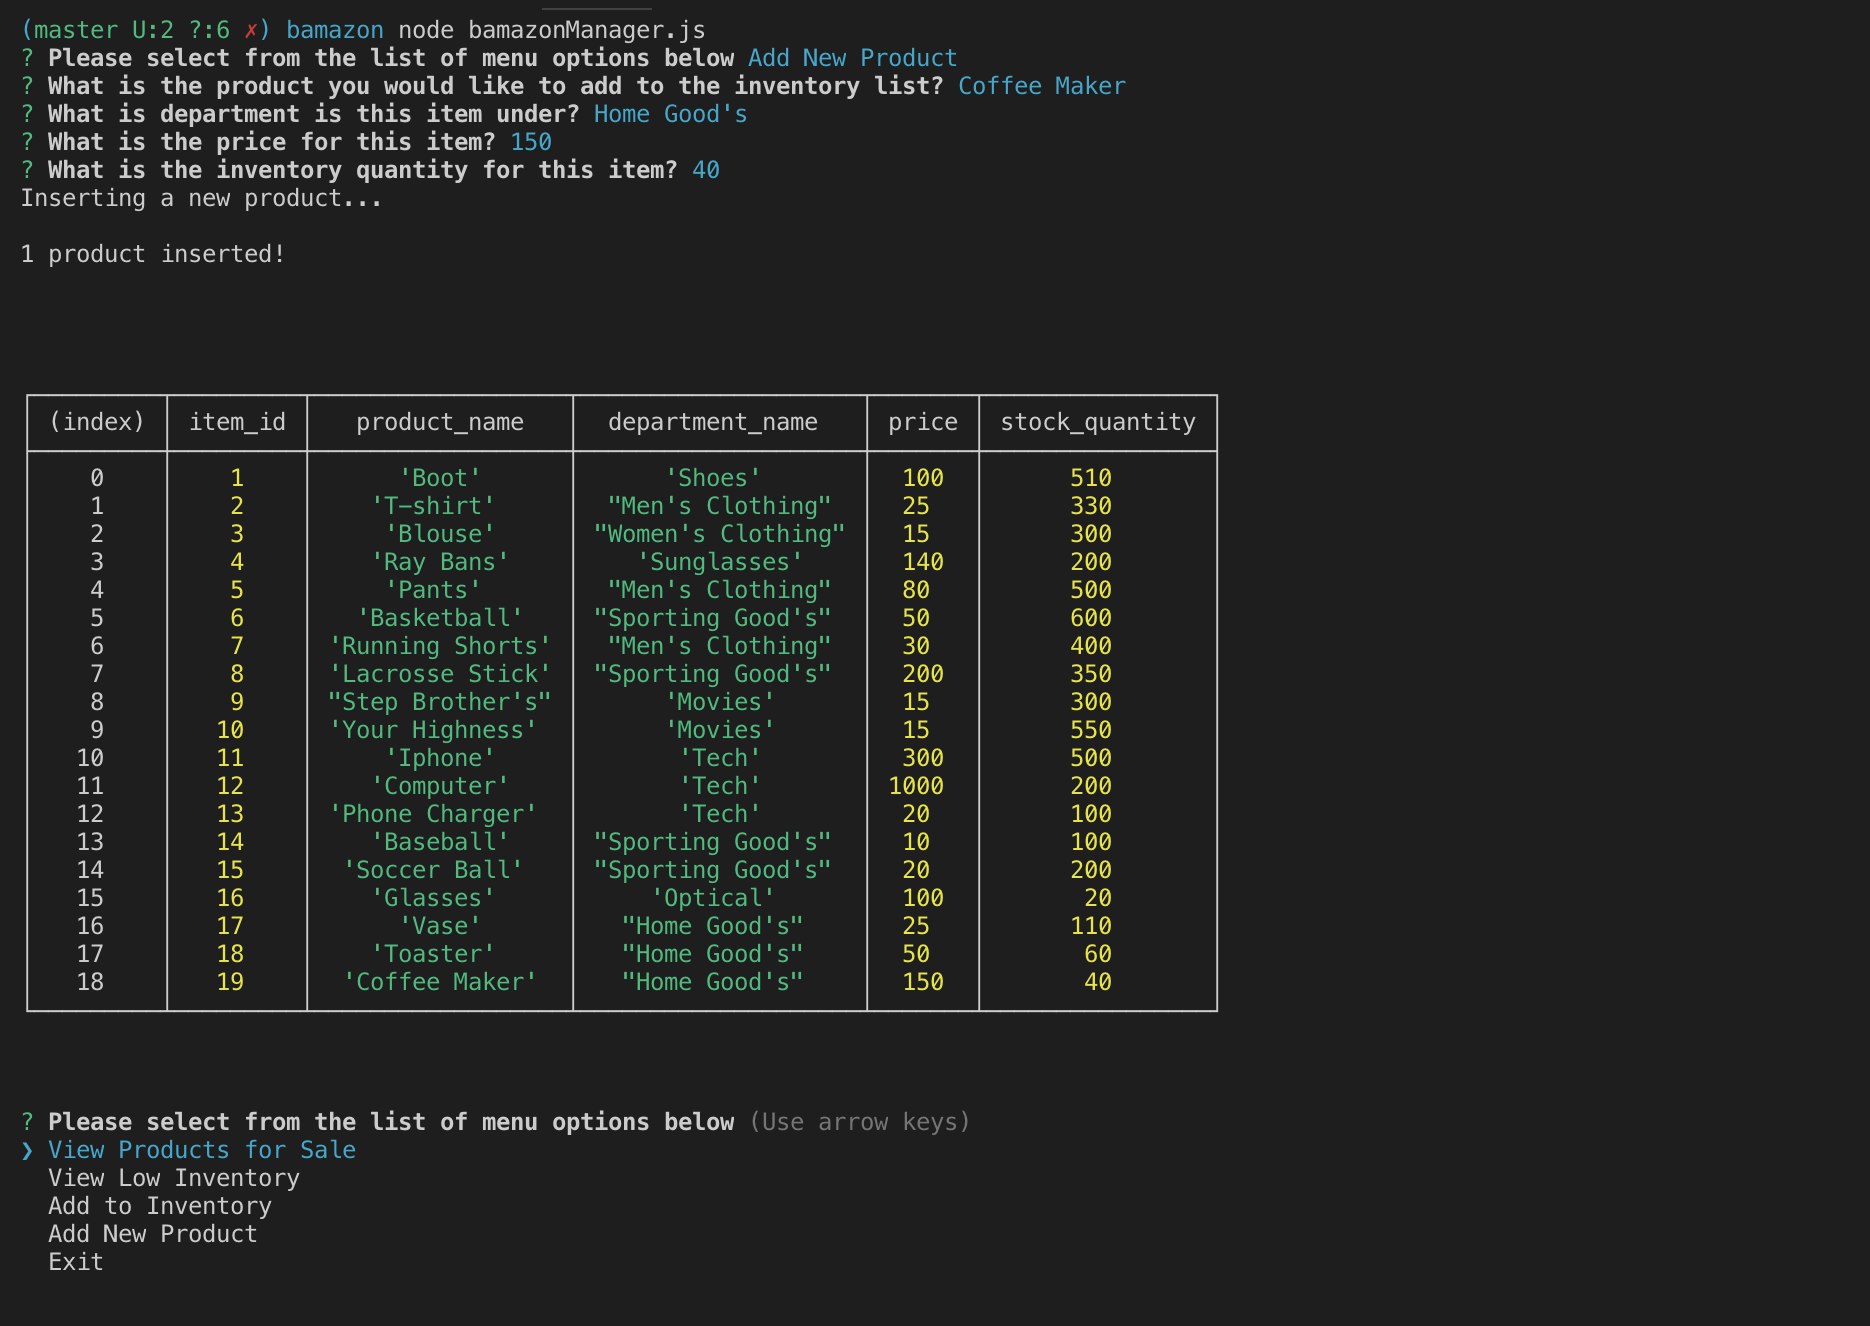 (master U:2 ?:6 ✗) bamazon node bamazonManager.js
? Please select from the list of menu options below Add New Product
? What is the product you would like to add to the inventory list? Coffee Maker
? What is department is this item under? Home Good's
? What is the price for this item? 150
? What is the inventory quantity for this item? 40
Inserting a new product...
1 product inserted!
(index) item_id product_name department_name price stock_quantity
0 1 'Boot' 'Shoes' 100 510
1 2 'T-shirt' "Men's Clothing" 25 330
2 3 'Blouse' "Women's Clothing" 15 300
3 4 'Ray Bans' 'Sunglasses' 140 200
4 5 'Pants' "Men's Clothing" 80 500
5 6 'Basketball' "Sporting Good's" 50 600
6 7 'Running Shorts' "Men's Clothing" 30 400
7 8 'Lacrosse Stick' "Sporting Good's" 200 350
8 9 "Step Brother's" 'Movies' 15 300
9 10 'Your Highness' 'Movies' 15 550
10 11 'Iphone' 'Tech' 300 500
11 12 'Computer' 'Tech' 1000 200
12 13 'Phone Charger' 'Tech' 20 100
13 14 'Baseball' "Sporting Good's" 10 100
14 15 'Soccer Ball' "Sporting Good's" 20 200
15 16 'Glasses' 'Optical' 100 20
16 17 'Vase' "Home Good's" 25 110
17 18 'Toaster' "Home Good's" 50 60
18 19 'Coffee Maker' "Home Good's" 150 40
? Please select from the list of menu options below (Use arrow keys)
❯ View Products for Sale
View Low Inventory
Add to Inventory
Add New Product
Exit